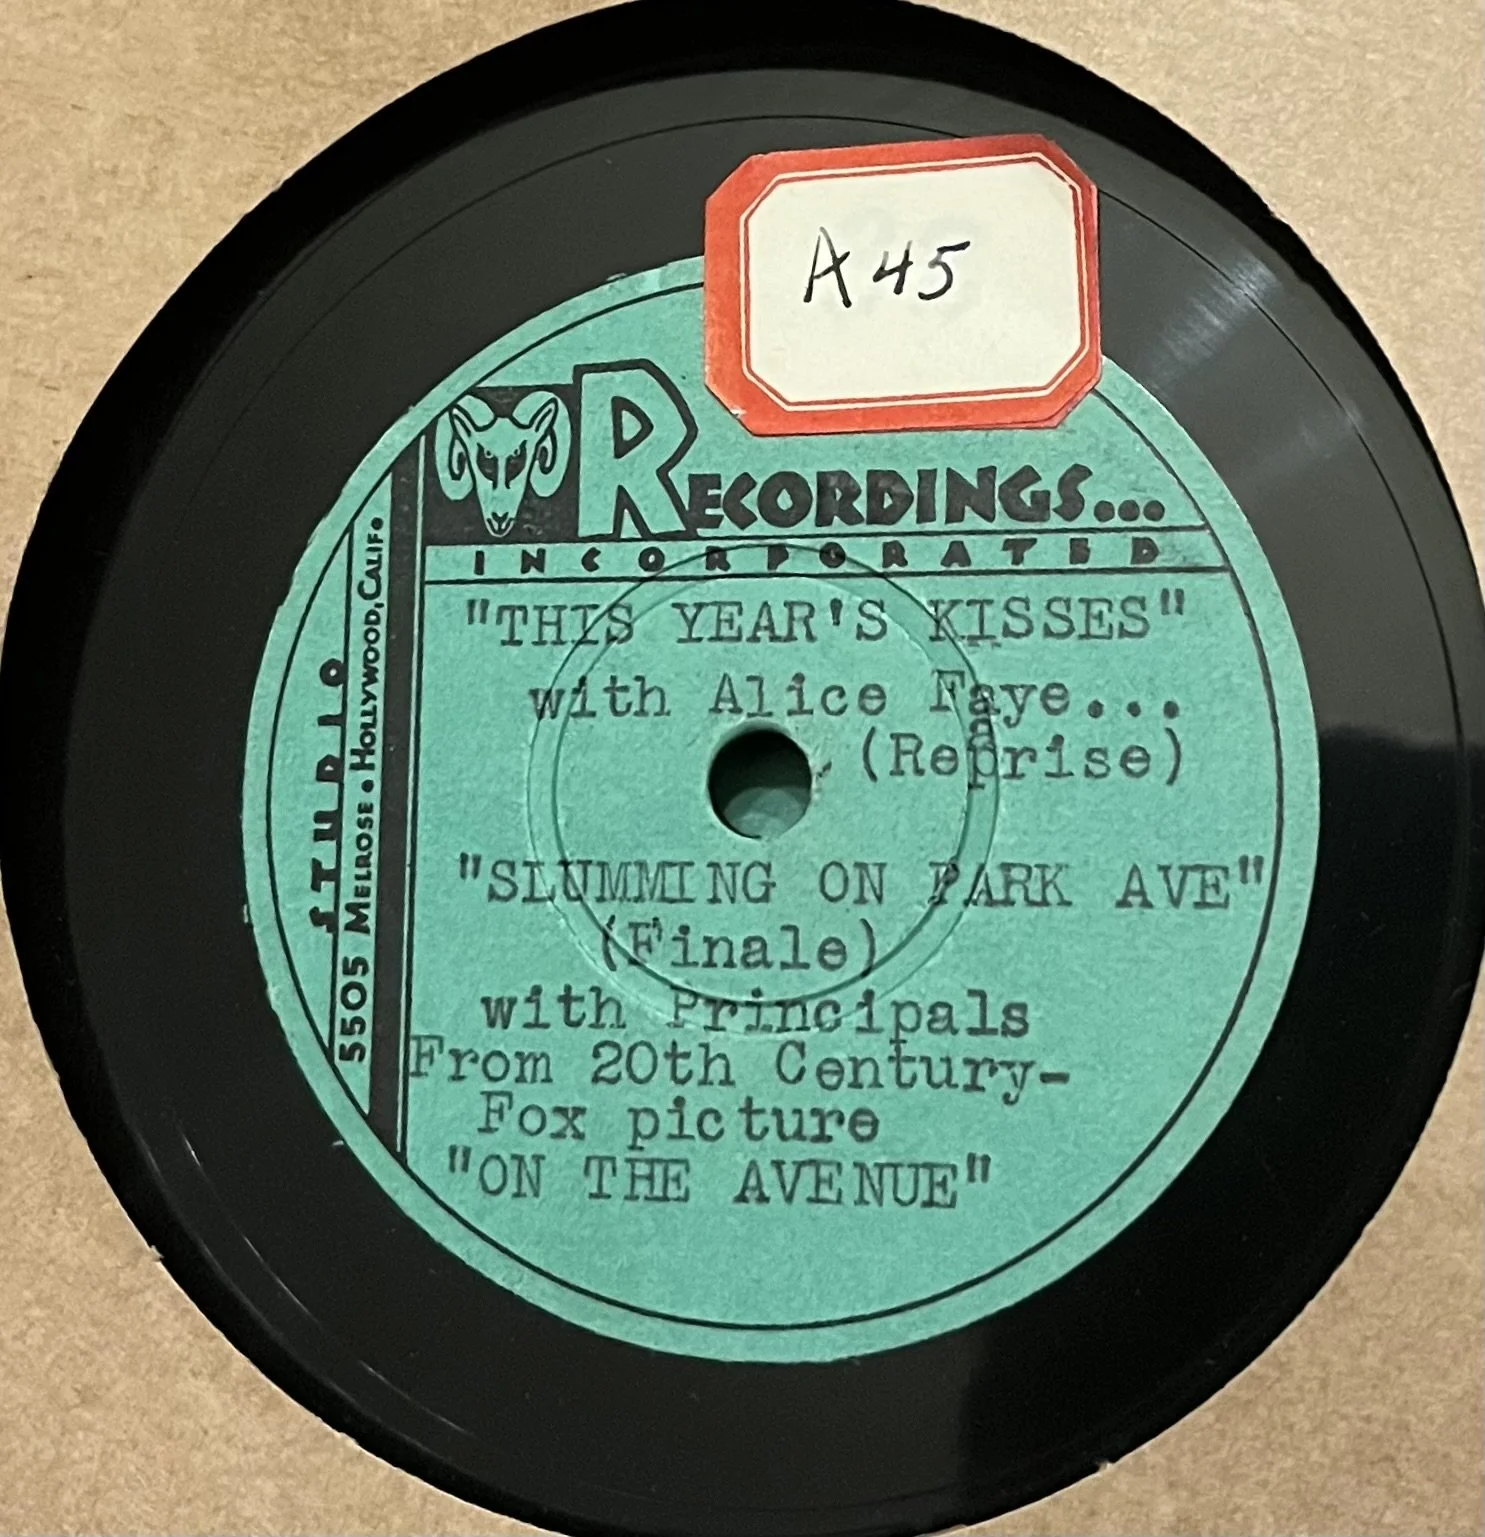 A45
RECORDINGS...
INCORPORATED
STUDIO
5505 MELROSE • HOLLYWOOD, CALIF.
"THIS YEAR'S KISSES"
with Alice Faye...
(Reprise)
"SLUMMING ON PARK AVE"
(Finale)
with Principals
From 20th Century-
Fox picture
"ON THE AVENUE"